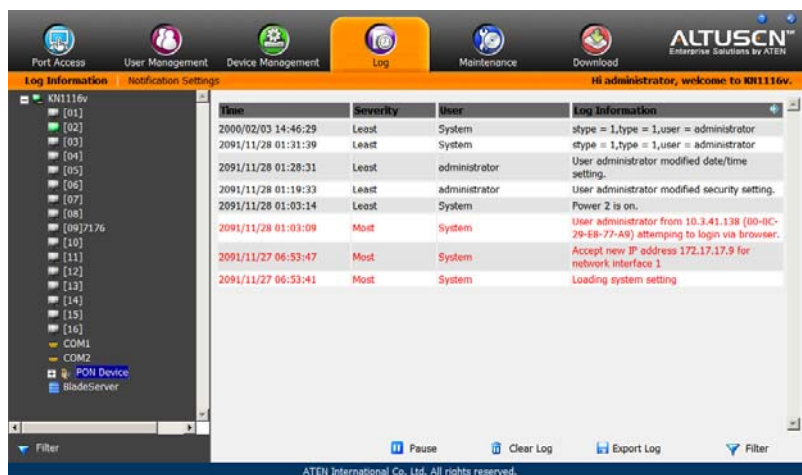 Port Access User Management Device Management Log Maintenance Download
ALTUSEN™
Enterprise Solutions by ATEN
Log Information Notification Settings Hi administrator, welcome to KN1116v.
KN1116v
[01]
[02]
[03]
[04]
[05]
[06]
[07]
[08]
[09]7176
[10]
[11]
[12]
[13]
[14]
[15]
[16]
COM1
COM2
PON Device
BladeServer
Filter
Time Severity User Log Information
2000/02/03 14:46:29 Least System stype = 1,type = 1,user = administrator
2091/11/28 01:31:39 Least System stype = 1,type = 1,user = administrator
2091/11/28 01:28:31 Least administrator User administrator modified date/time
setting.
2091/11/28 01:19:33 Least administrator User administrator modified security setting.
2091/11/28 01:03:14 Least System Power 2 is on.
2091/11/28 01:03:09 Most System User administrator from 10.3.41.138 (00-0C-
29-E8-77-A9) attemping to login via browser.
2091/11/27 06:53:47 Most System Accept new IP address 172.17.17.9 for
network interface 1
2091/11/27 06:53:41 Most System Loading system setting
Pause Clear Log Export Log Filter
ATEN International Co. Ltd. All rights reserved.